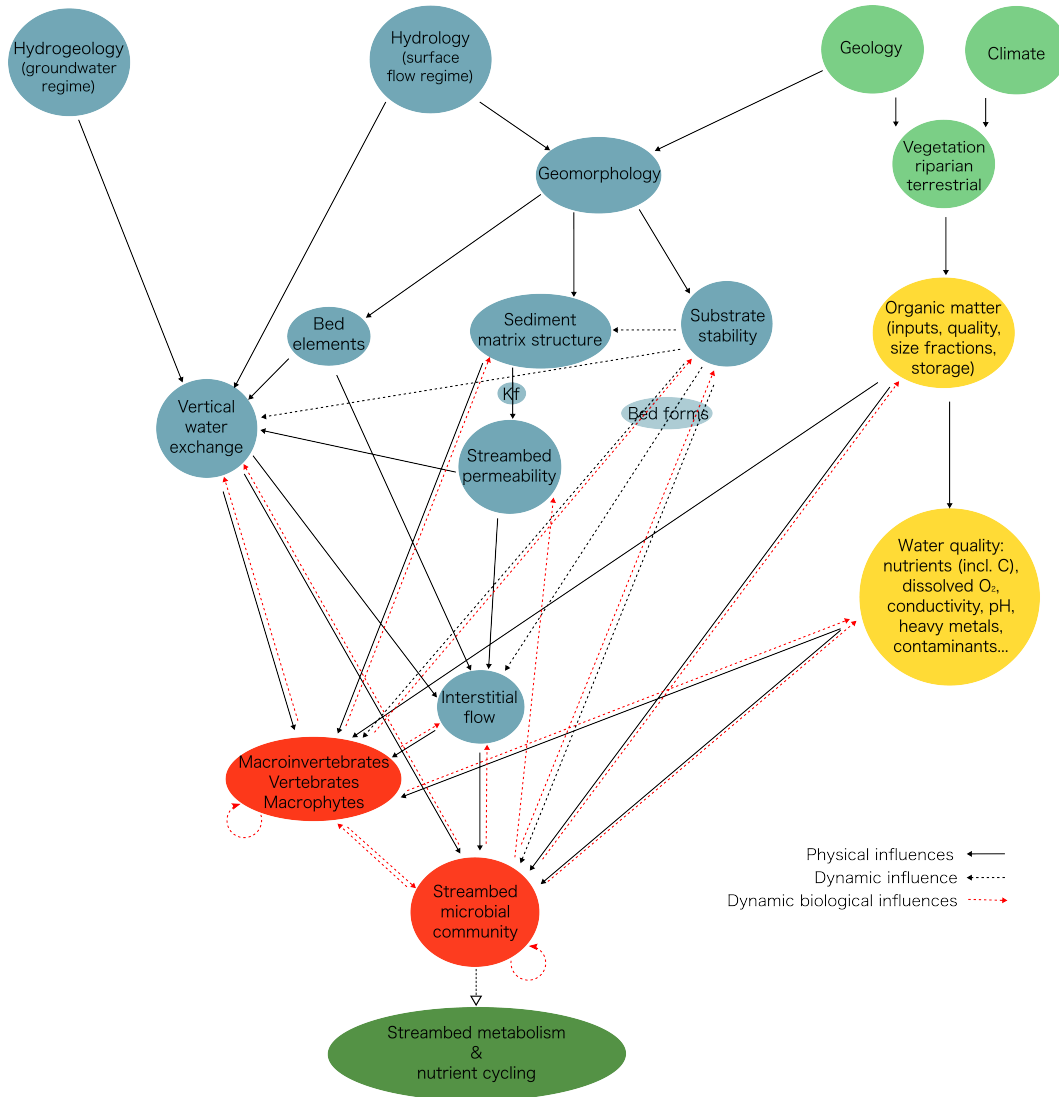 Hydrogeology
(groundwater
regime)
Hydrology
(surface
flow regime)
Geology
Climate
Geomorphology
Vegetation
riparian
terrestrial
Bed
elements
Sediment
matrix structure
Substrate
stability
Organic matter
(inputs, quality,
size fractions,
storage)
Kf
Bed forms
Vertical
water
exchange
Streambed
permeability
Water quality:
nutrients (incl. C),
dissolved O₂,
conductivity, pH,
heavy metals,
contaminants...
Interstitial
flow
Macroinvertebrates
Vertebrates
Macrophytes
Streambed
microbial
community
Physical influences
Dynamic influence
Dynamic biological influences
Streambed metabolism
&
nutrient cycling